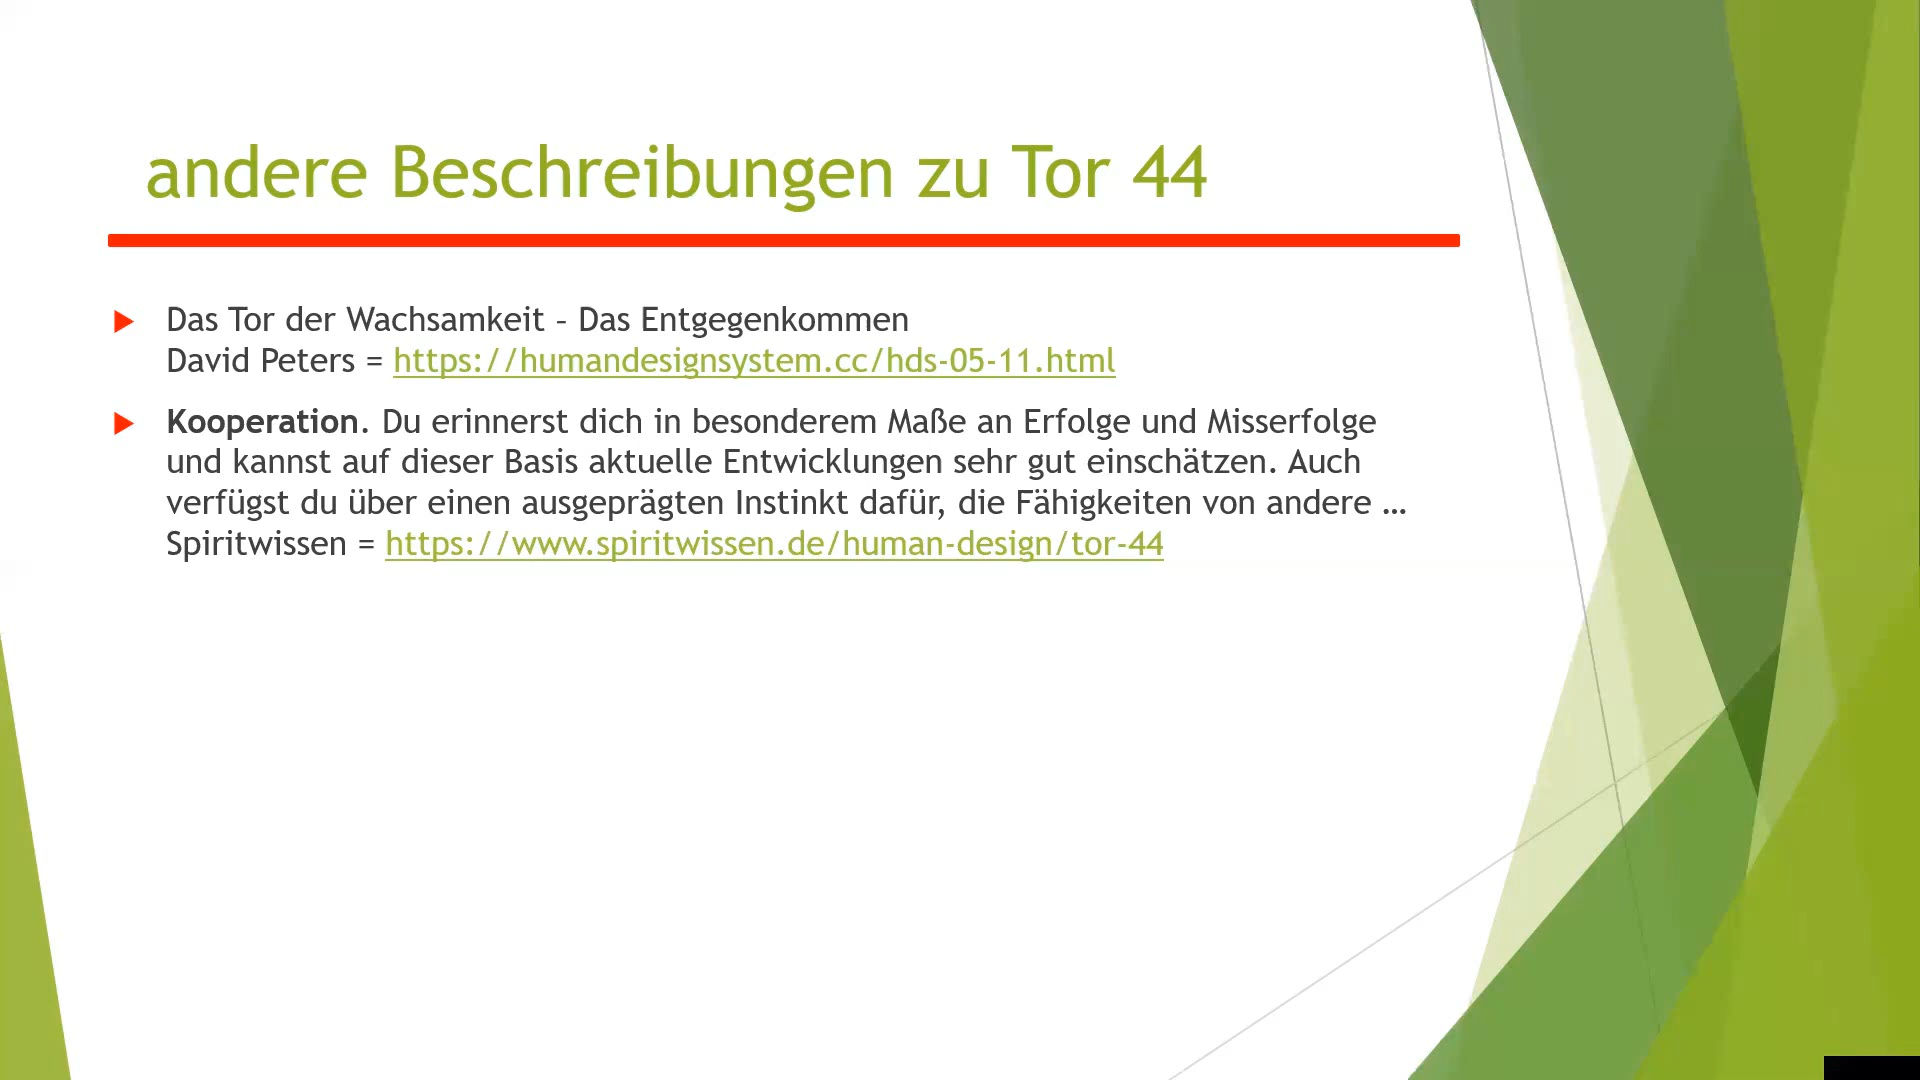 andere Beschreibungen zu Tor 44
Das Tor der Wachsamkeit – Das Entgegenkommen
David Peters = https://humandesignsystem.cc/hds-05-11.html
Kooperation. Du erinnerst dich in besonderem Maße an Erfolge und Misserfolge
und kannst auf dieser Basis aktuelle Entwicklungen sehr gut einschätzen. Auch
verfügst du über einen ausgeprägten Instinkt dafür, die Fähigkeiten von andere …
Spiritwissen = https://www.spiritwissen.de/human-design/tor-44